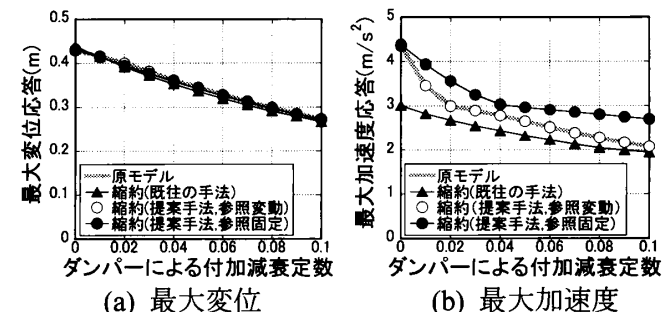 最大変位応答(m)
0.5
0.4
0.3
0.2
0.1
0
原モデル
縮約(既往の手法)
縮約(提案手法,参照変動)
縮約(提案手法,参照固定)
0 0.02 0.04 0.06 0.08 0.1
ダンパーによる付加減衰定数
(a) 最大変位
最大加速度応答(m/s²)
5
4
3
2
1
0
原モデル
縮約(既往の手法)
縮約(提案手法,参照変動)
縮約(提案手法,参照固定)
0 0.02 0.04 0.06 0.08 0.1
ダンパーによる付加減衰定数
(b) 最大加速度